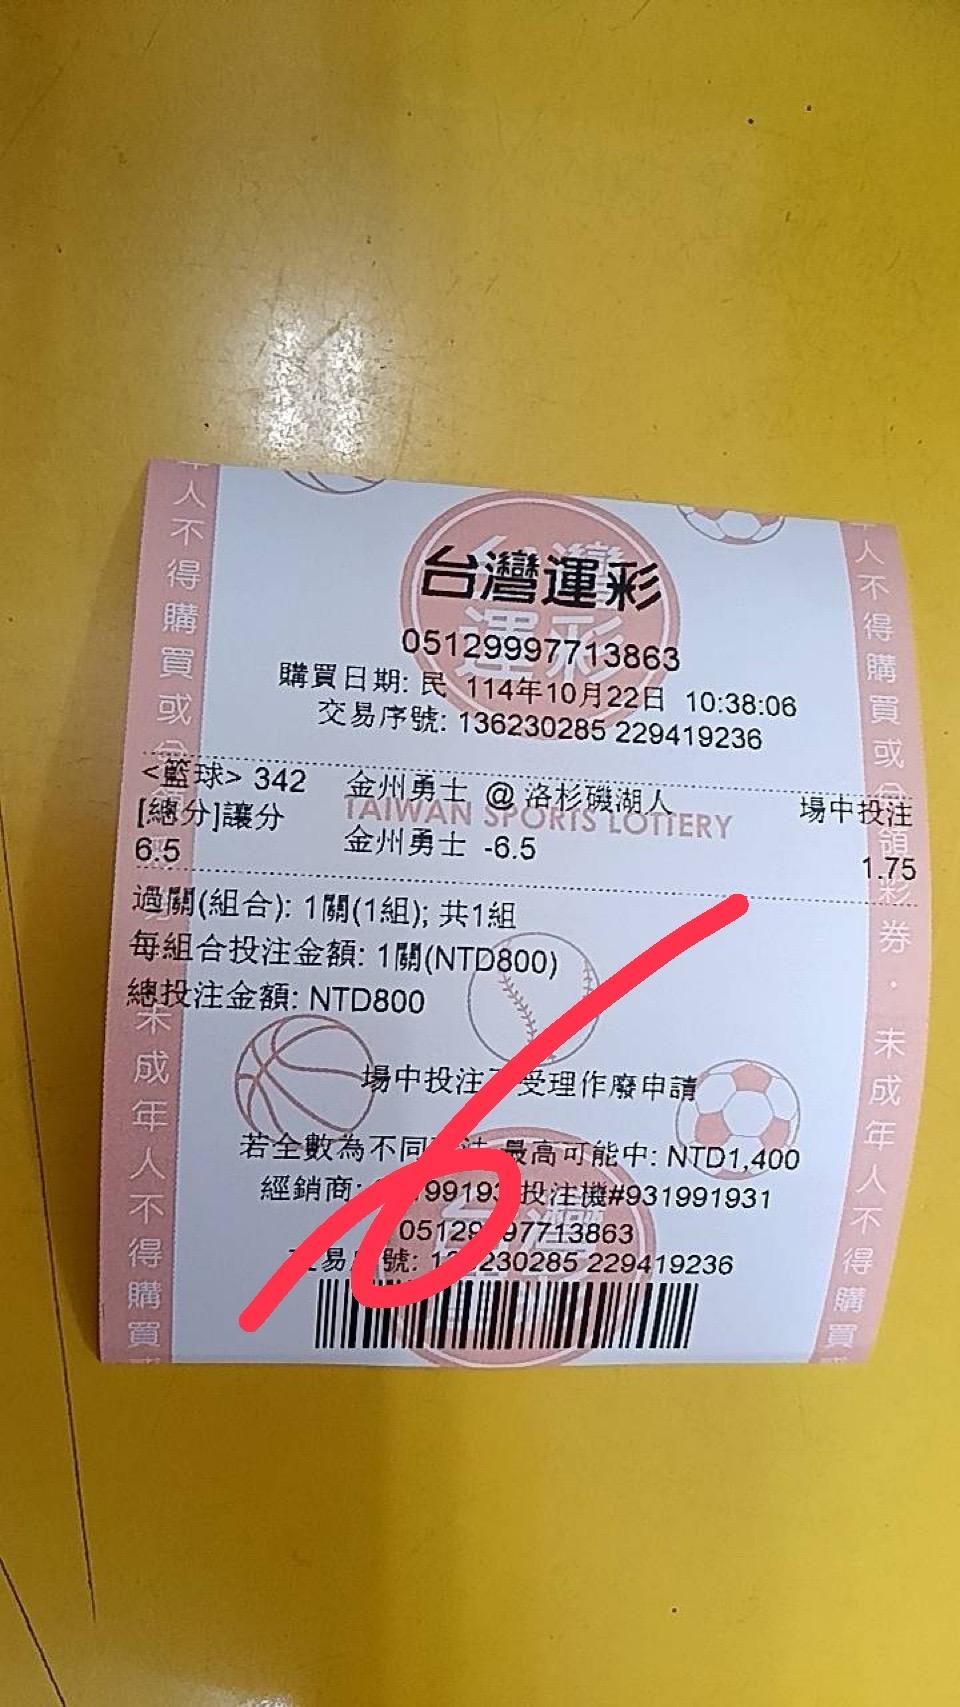 台灣運彩
05129997713863
購買日期: 民 114年10月22日 10:38:06
交易序號: 136230285 229419236
<籃球> 342 金州勇士 @ 洛杉磯湖人 場中投注
[總分]讓分 金州勇士 -6.5
6.5 1.75
TAIWAN SPORTS LOTTERY
過關(組合): 1關(1組); 共1組
每組合投注金額: 1關(NTD800)
總投注金額: NTD800
場中投注 受理作廢申請
若全數為不同 最高可能中: NTD1,400
經銷商: 投注機#931991931
05129 97713863
號: 230285 229419236
人不得購買或 未成年人不得購買
人不得購買或 領彩券．未成年人不得購買